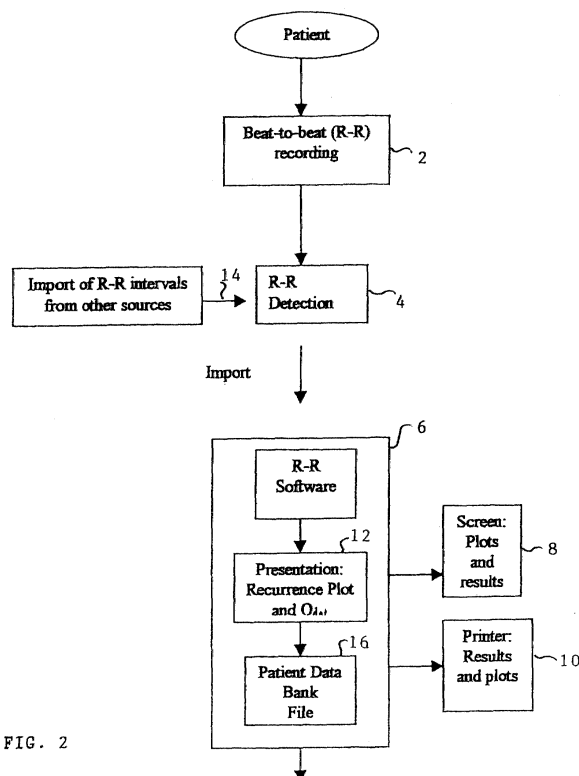 Patient
Beat-to-beat (R-R)
recording
2
Import of R-R intervals
from other sources
14
R-R
Detection
4
Import
6
R-R
Software
12
Presentation:
Recurrence Plot
and
16
Patient Data
Bank
File
Screen:
Plots
and
results
8
Printer:
Results
and plots
10
FIG. 2